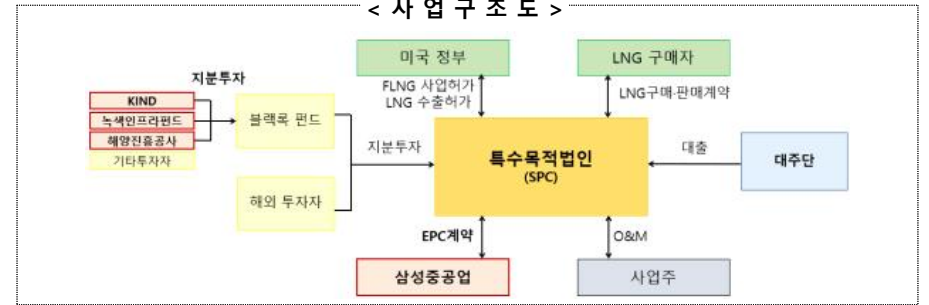 < 사 업 구 조 도 >
미국 정부
LNG 구매자
지분투자
FLNG 사업허가
LNG 수출허가
LNG구매·판매계약
KIND
녹색인프라펀드
해양진흥공사
기타투자자
블랙록 펀드
지분투자
특수목적법인
(SPC)
대출
대주단
해외 투자자
EPC계약
O&M
삼성중공업
사업주